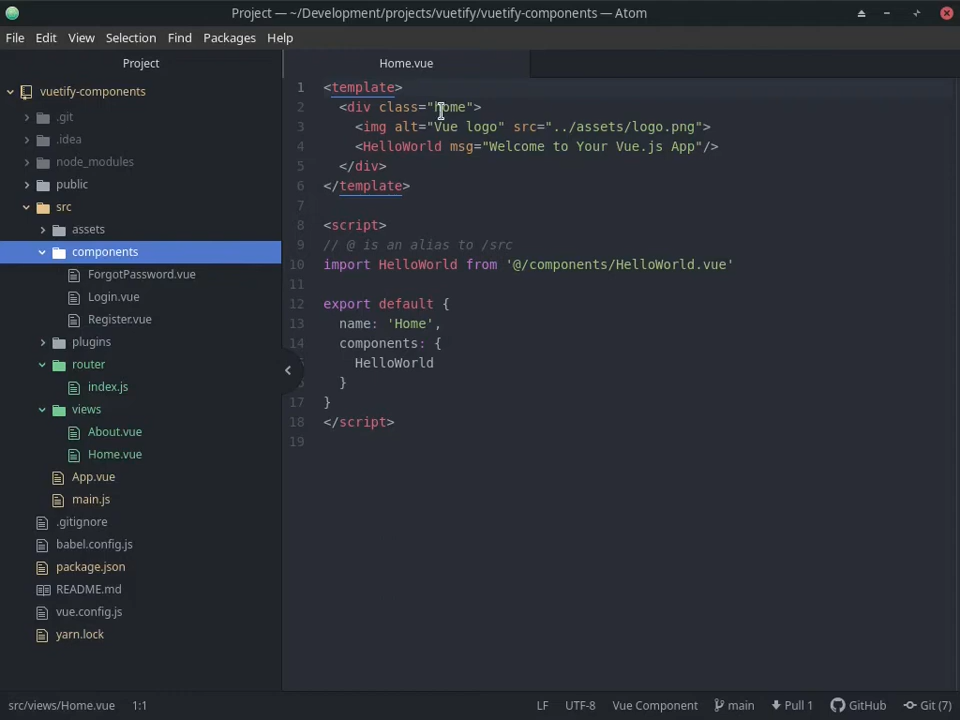 Project — ~/Development/projects/vuetify/vuetify-components — Atom
File Edit View Selection Find Packages Help
Project
vuetify-components
.git
.idea
node_modules
public
src
assets
components
ForgotPassword.vue
Login.vue
Register.vue
plugins
router
index.js
views
About.vue
Home.vue
App.vue
main.js
.gitignore
babel.config.js
package.json
README.md
vue.config.js
yarn.lock
Home.vue
1 <template>
2 <div class="home">
3 <img alt="Vue logo" src="../assets/logo.png">
4 <HelloWorld msg="Welcome to Your Vue.js App"/>
5 </div>
6 </template>
7
8 <script>
9 // @ is an alias to /src
10 import HelloWorld from '@/components/HelloWorld.vue'
11
12 export default {
13 name: 'Home',
14 components: {
HelloWorld
}
17 }
18 </script>
19
src/views/Home.vue 1:1 LF UTF-8 Vue Component main Pull 1 GitHub Git (7)